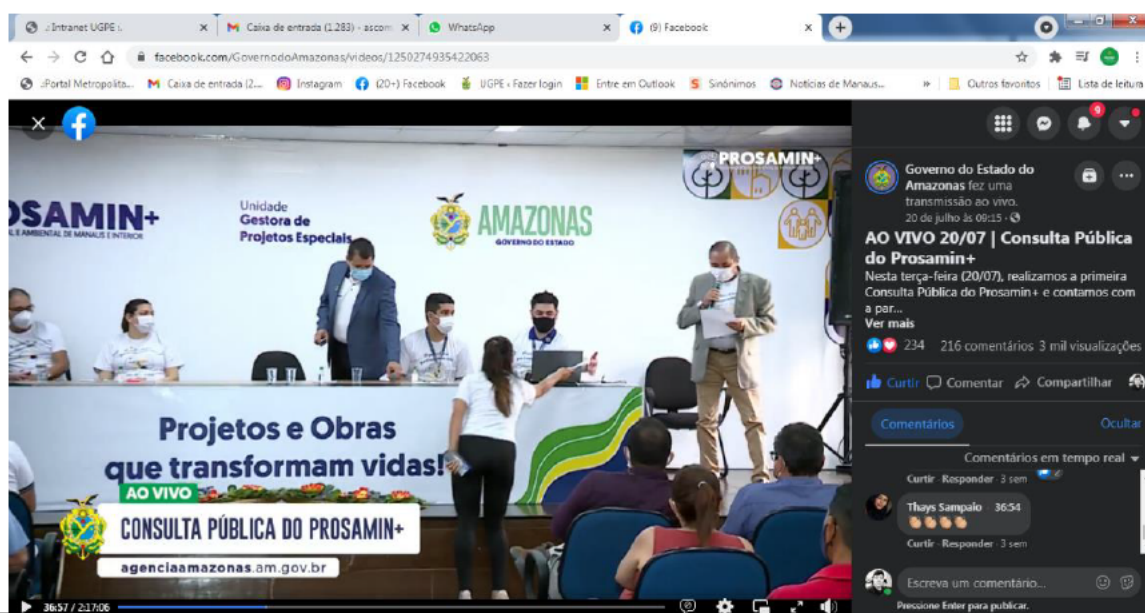 .: Intranet UGPE :.
Caixa de entrada (1.283) - ascom
WhatsApp
(9) Facebook
facebook.com/GovernodoAmazonas/videos/1250274935422063
.:Portal Metropolita...
Caixa de entrada (2....
Instagram
(20+) Facebook
UGPE ‹ Fazer login
Entre em Outlook
Sinônimos
Notícias de Manaus...
»
Outros favoritos
Lista de leitura
PROSAMIN+
OSAMIN+
L E AMBIENTAL DE MANAUS E INTERIOR
Unidade
Gestora de
Projetos Especiais
AMAZONAS
GOVERNO DO ESTADO
Projetos e Obras
que transformam vidas!
AO VIVO
CONSULTA PÚBLICA DO PROSAMIN+
agenciaamazonas.am.gov.br
36:57 / 2:17:06
9
Governo do Estado do
Amazonas fez uma
transmissão ao vivo.
20 de julho às 09:15 ·
AO VIVO 20/07 | Consulta Pública
do Prosamin+
Nesta terça-feira (20/07), realizamos a primeira
Consulta Pública do Prosamin+ e contamos com
a par...
Ver mais
234 216 comentários 3 mil visualizações
Curtir Comentar Compartilhar
Comentários Ocultar
Comentários em tempo real
Curtir · Responder · 3 sem
Thays Sampaio · 36:54
👏👏👏👏
Curtir · Responder · 3 sem
Escreva um comentário...
Pressione Enter para publicar.